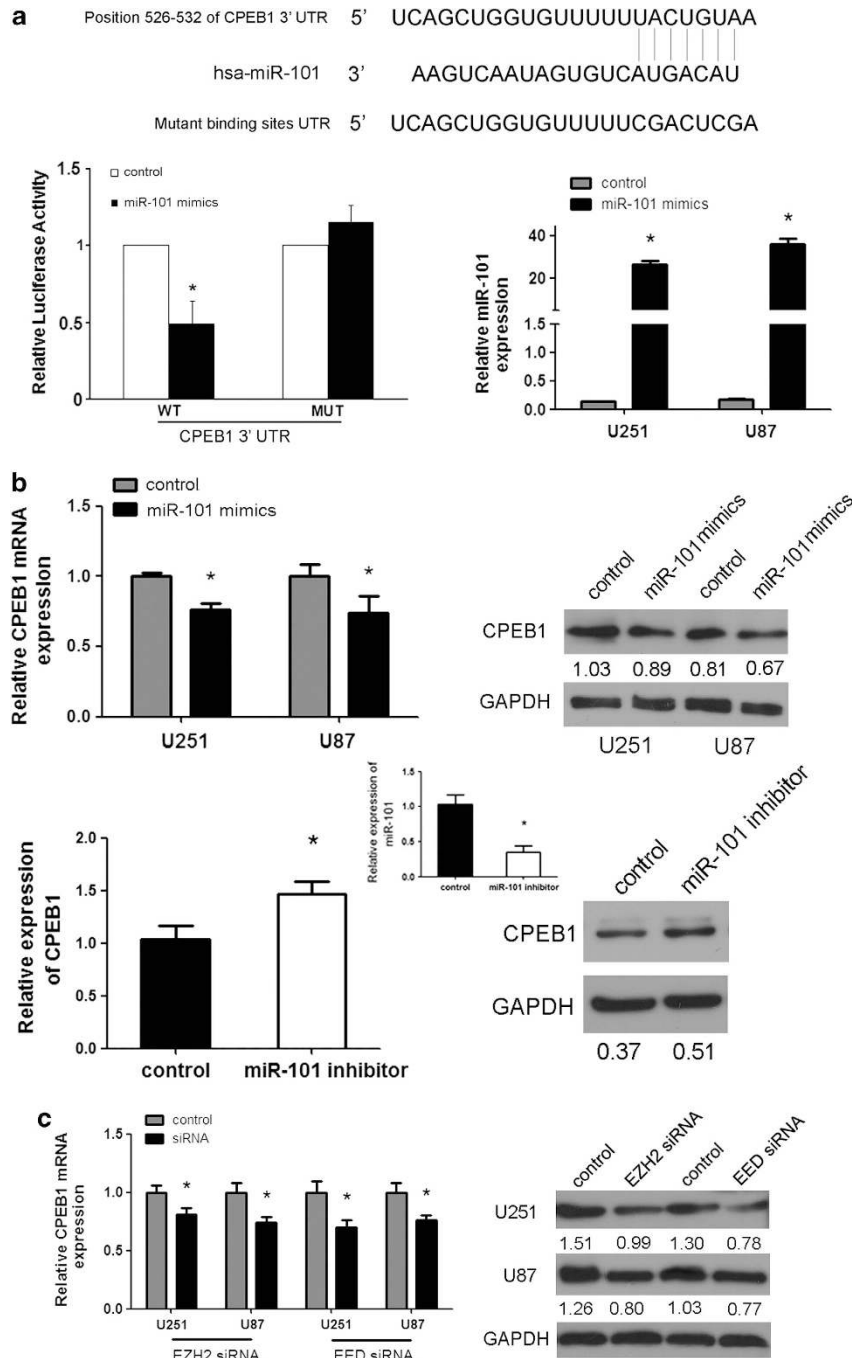 a
Position 526-532 of CPEB1 3' UTR 5' UCAGCUGGUGUUUUUUACUGUAA
hsa-miR-101 3' AAGUCAAUAGUGUCAUGACAU
Mutant binding sites UTR 5' UCAGCUGGUGUUUUUCGACUCGA
Relative Luciferase Activity
1.5
1
0.5
0
control
miR-101 mimics
*
WT
MUT
CPEB1 3' UTR
Relative miR-101
expression
control
miR-101 mimics
40
20
1.0
0.5
0.0
*
*
U251
U87
b
Relative CPEB1 mRNA
expression
control
miR-101 mimics
1.5
1.0
0.5
0.0
*
*
U251
U87
control
miR-101 mimics
control
miR-101 mimics
CPEB1
1.03 0.89 0.81 0.67
GAPDH
U251 U87
Relative expression
of CPEB1
2.0
1.5
1.0
0.5
0.0
*
control
miR-101 inhibitor
Relative expression of
miR-101
1.5
1.0
0.5
0.0
*
control
miR-101 inhibitor
control
miR-101 inhibitor
CPEB1
GAPDH
0.37 0.51
c
Relative CPEB1 mRNA
expression
control
siRNA
1.5
1.0
0.5
0.0
*
*
*
*
U251
U87
U251
U87
EZH2 siRNA
EED siRNA
control
EZH2 siRNA
control
EED siRNA
U251
1.51 0.99 1.30 0.78
U87
1.26 0.80 1.03 0.77
GAPDH